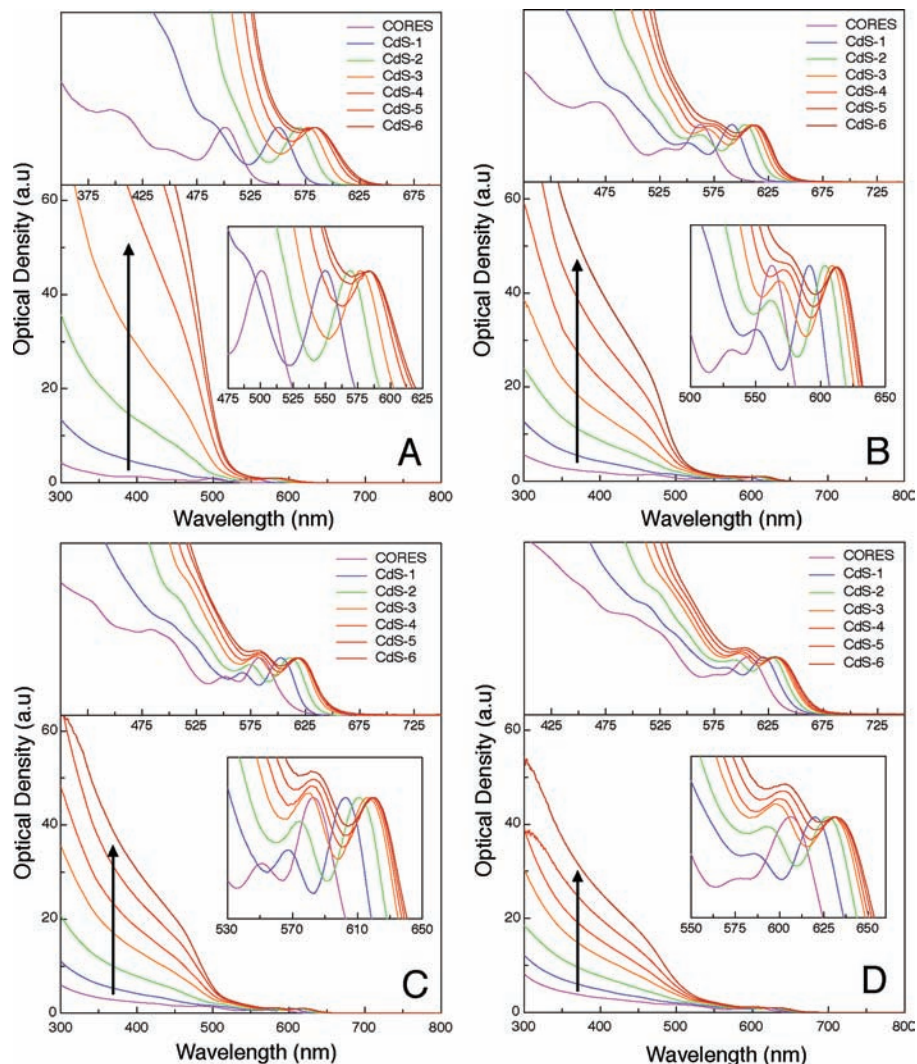 CORES
CdS-1
CdS-2
CdS-3
CdS-4
CdS-5
CdS-6
375 425 475 525 575 625 675
Optical Density (a.u)
60
40
20
0
475 500 525 550 575 600 625
A
300 400 500 600 700 800
Wavelength (nm)
CORES
CdS-1
CdS-2
CdS-3
CdS-4
CdS-5
CdS-6
475 525 575 625 675 725
Optical Density (a.u)
60
40
20
0
500 550 600 650
B
300 400 500 600 700 800
Wavelength (nm)
CORES
CdS-1
CdS-2
CdS-3
CdS-4
CdS-5
CdS-6
475 525 575 625 675 725
Optical Density (a.u)
60
40
20
0
530 570 610 650
C
300 400 500 600 700 800
Wavelength (nm)
CORES
CdS-1
CdS-2
CdS-3
CdS-4
CdS-5
CdS-6
425 475 525 575 625 675 725
Optical Density (a.u)
60
40
20
0
550 575 600 625 650
D
300 400 500 600 700 800
Wavelength (nm)